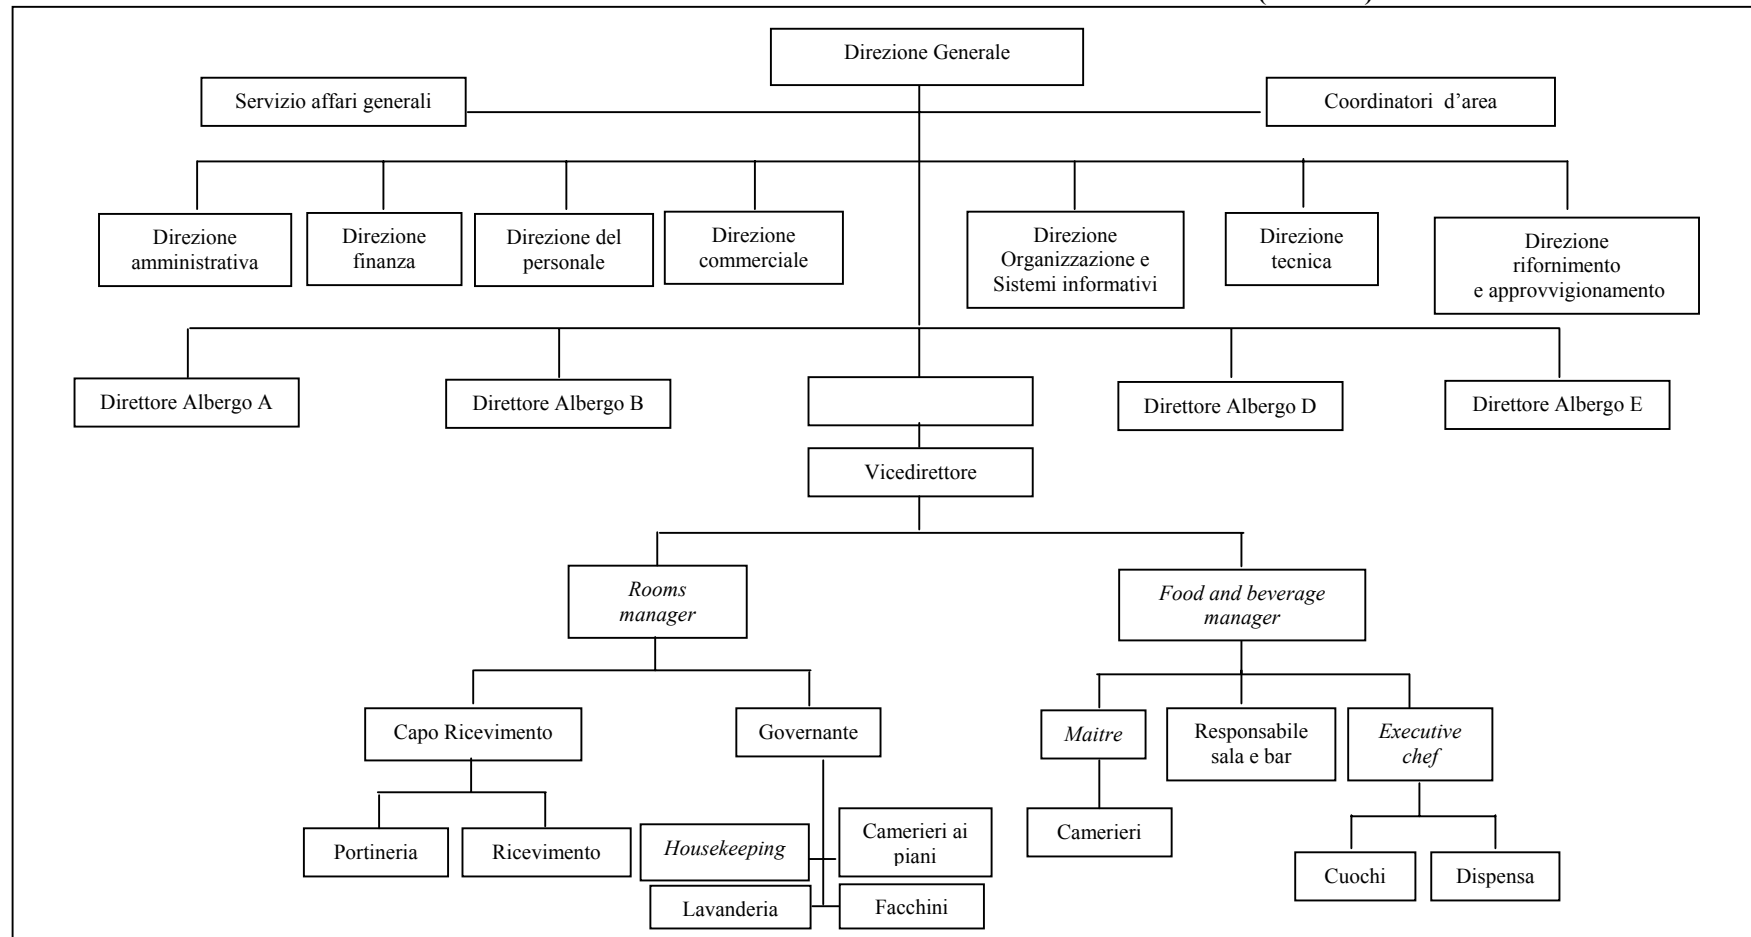 Direzione Generale
Servizio affari generali
Coordinatori d’area
Direzione
amministrativa
Direzione
finanza
Direzione del
personale
Direzione
commerciale
Direzione
Organizzazione e
Sistemi informativi
Direzione
tecnica
Direzione
rifornimento
e approvvigionamento
Direttore Albergo A
Direttore Albergo B
Direttore Albergo D
Direttore Albergo E
Vicedirettore
Rooms
manager
Food and beverage
manager
Capo Ricevimento
Governante
Maitre
Responsabile
sala e bar
Executive
chef
Portineria
Ricevimento
Housekeeping
Camerieri ai
piani
Lavanderia
Facchini
Camerieri
Cuochi
Dispensa